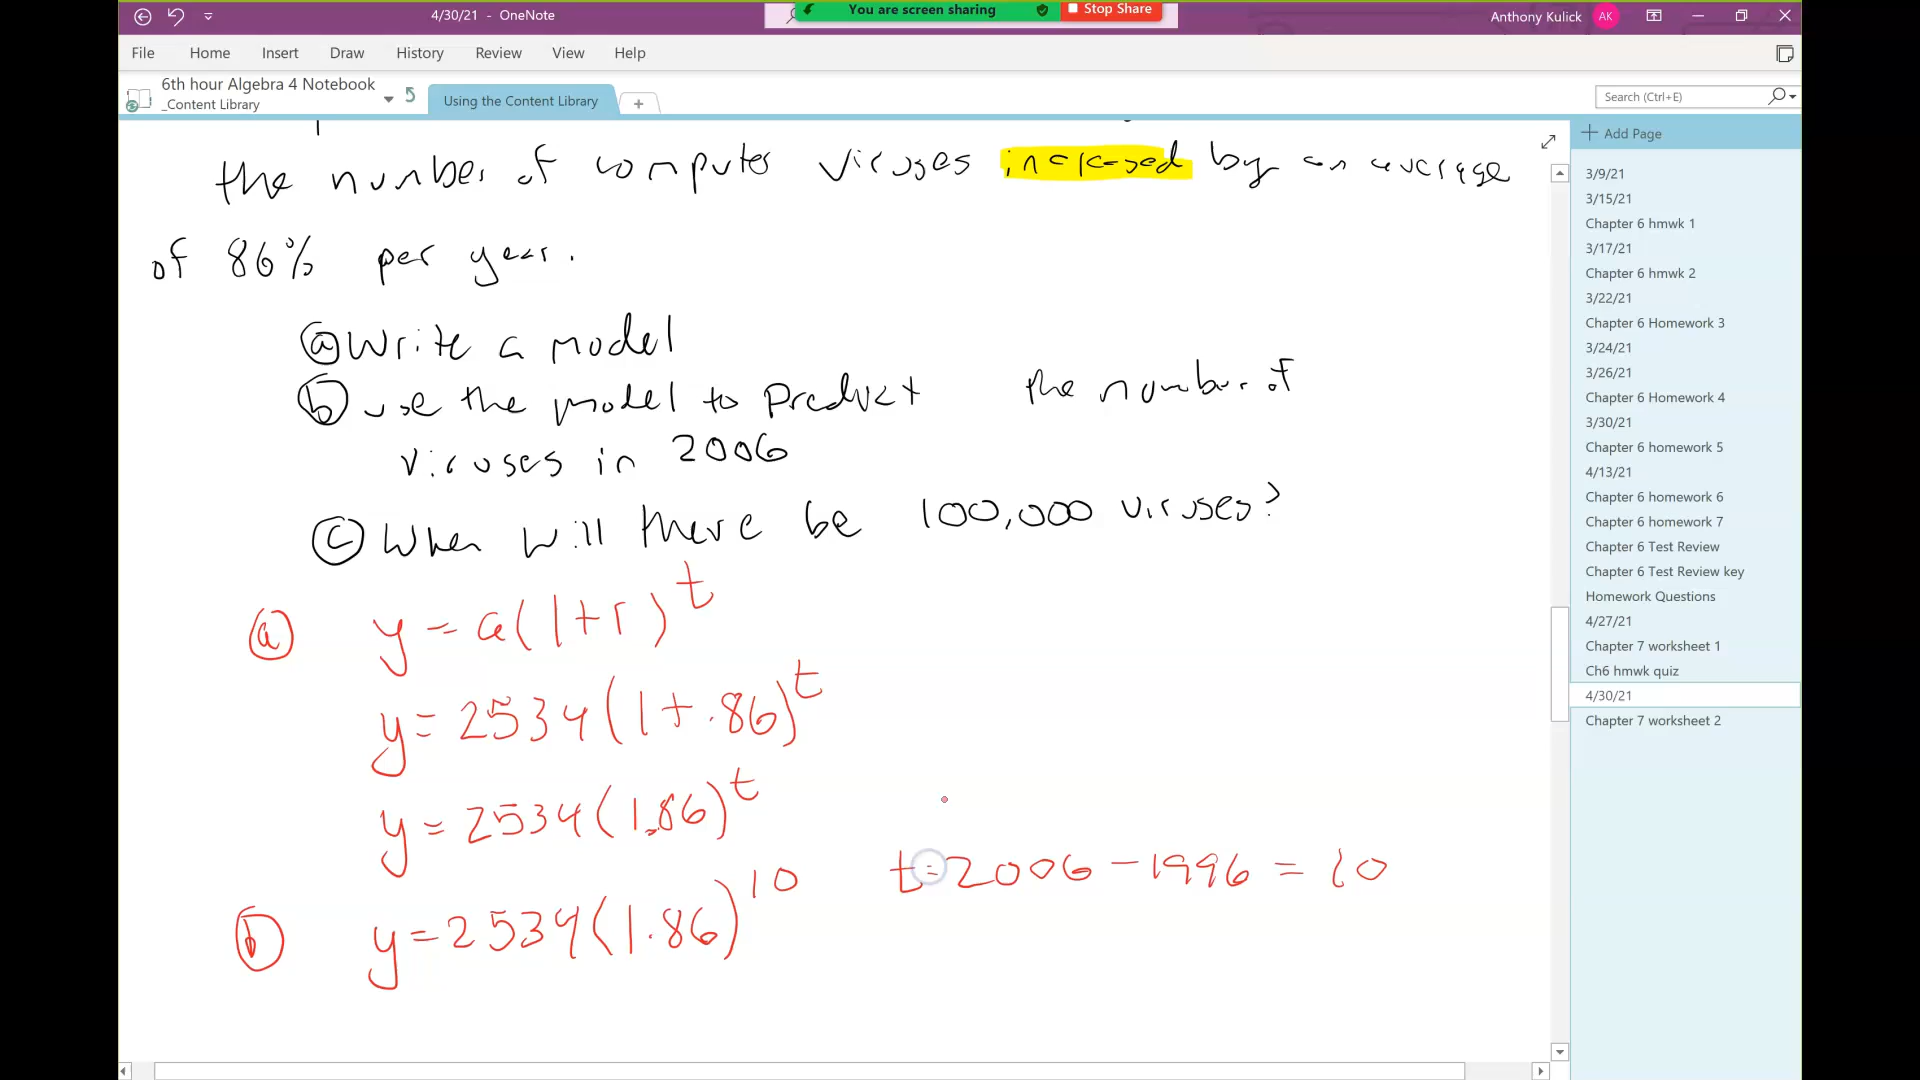 4/30/21 - OneNote
You are screen sharing
Stop Share
Anthony Kulick AK
File Home Insert Draw History Review View Help
6th hour Algebra 4 Notebook
_Content Library
Using the Content Library
+
Search (Ctrl+E)
Add Page
3/9/21
3/15/21
Chapter 6 hmwk 1
3/17/21
Chapter 6 hmwk 2
3/22/21
Chapter 6 Homework 3
3/24/21
3/26/21
Chapter 6 Homework 4
3/30/21
Chapter 6 homework 5
4/13/21
Chapter 6 homework 6
Chapter 6 homework 7
Chapter 6 Test Review
Chapter 6 Test Review key
Homework Questions
4/27/21
Chapter 7 worksheet 1
Ch6 hmwk quiz
4/30/21
Chapter 7 worksheet 2
the number of computer viruses increased by an average
of 86% per year.
ⓐ Write a model
ⓑ use the model to predict the number of
viruses in 2006
ⓒ When will there be 100,000 viruses?
ⓐ y = a(1+r)^t
y = 2534(1+.86)^t
y = 2534(1.86)^t
t = 2006 - 1996 = 10
ⓑ y = 2534(1.86)^10